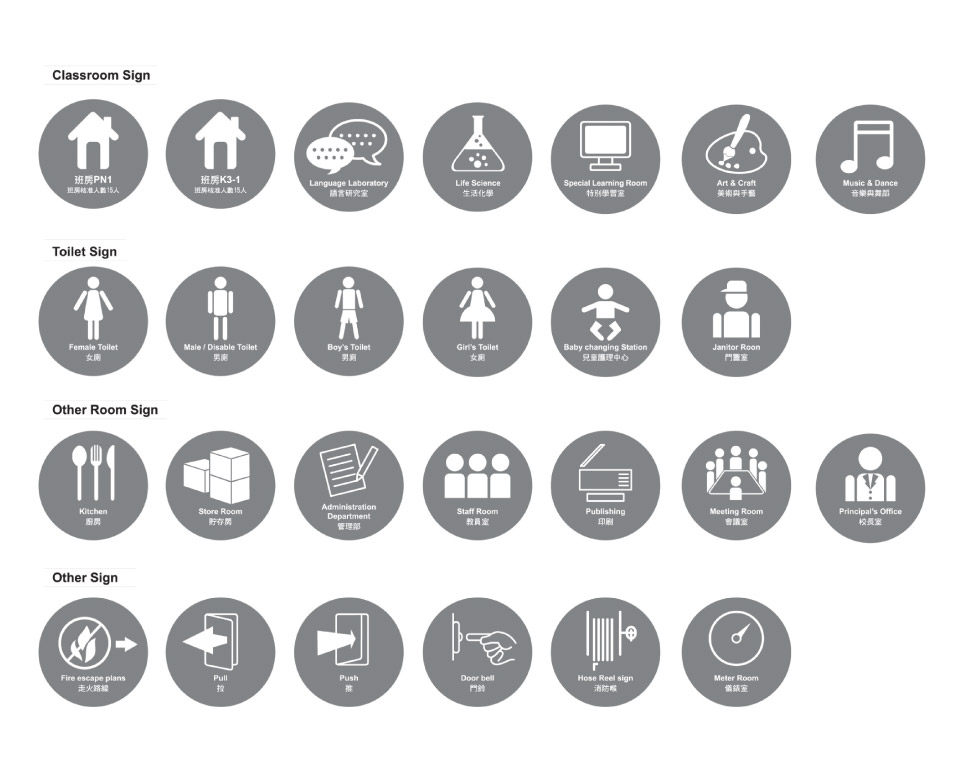 Classroom Sign
班房PN1
班房核准人數15人
班房K3-1
班房核准人數15人
Language Laboratory
語言研究室
Life Science
生活化學
Special Learning Room
特別學習室
Art & Craft
美術與手藝
Music & Dance
音樂與舞蹈
Toilet Sign
Female Toilet
女廁
Male / Disable Toilet
男廁
Boy's Toilet
男廁
Girl's Toilet
女廁
Baby changing Station
兒童護理中心
Janitor Roon
門警室
Other Room Sign
Kitchen
廚房
Store Room
貯存房
Administration
Department
管理部
Staff Room
教員室
Publishing
印刷
Meeting Room
會議室
Principal's Office
校長室
Other Sign
Fire escape plans
走火路線
Pull
拉
Push
推
Door bell
門鈴
Hose Reel sign
消防喉
Meter Room
儀錶室